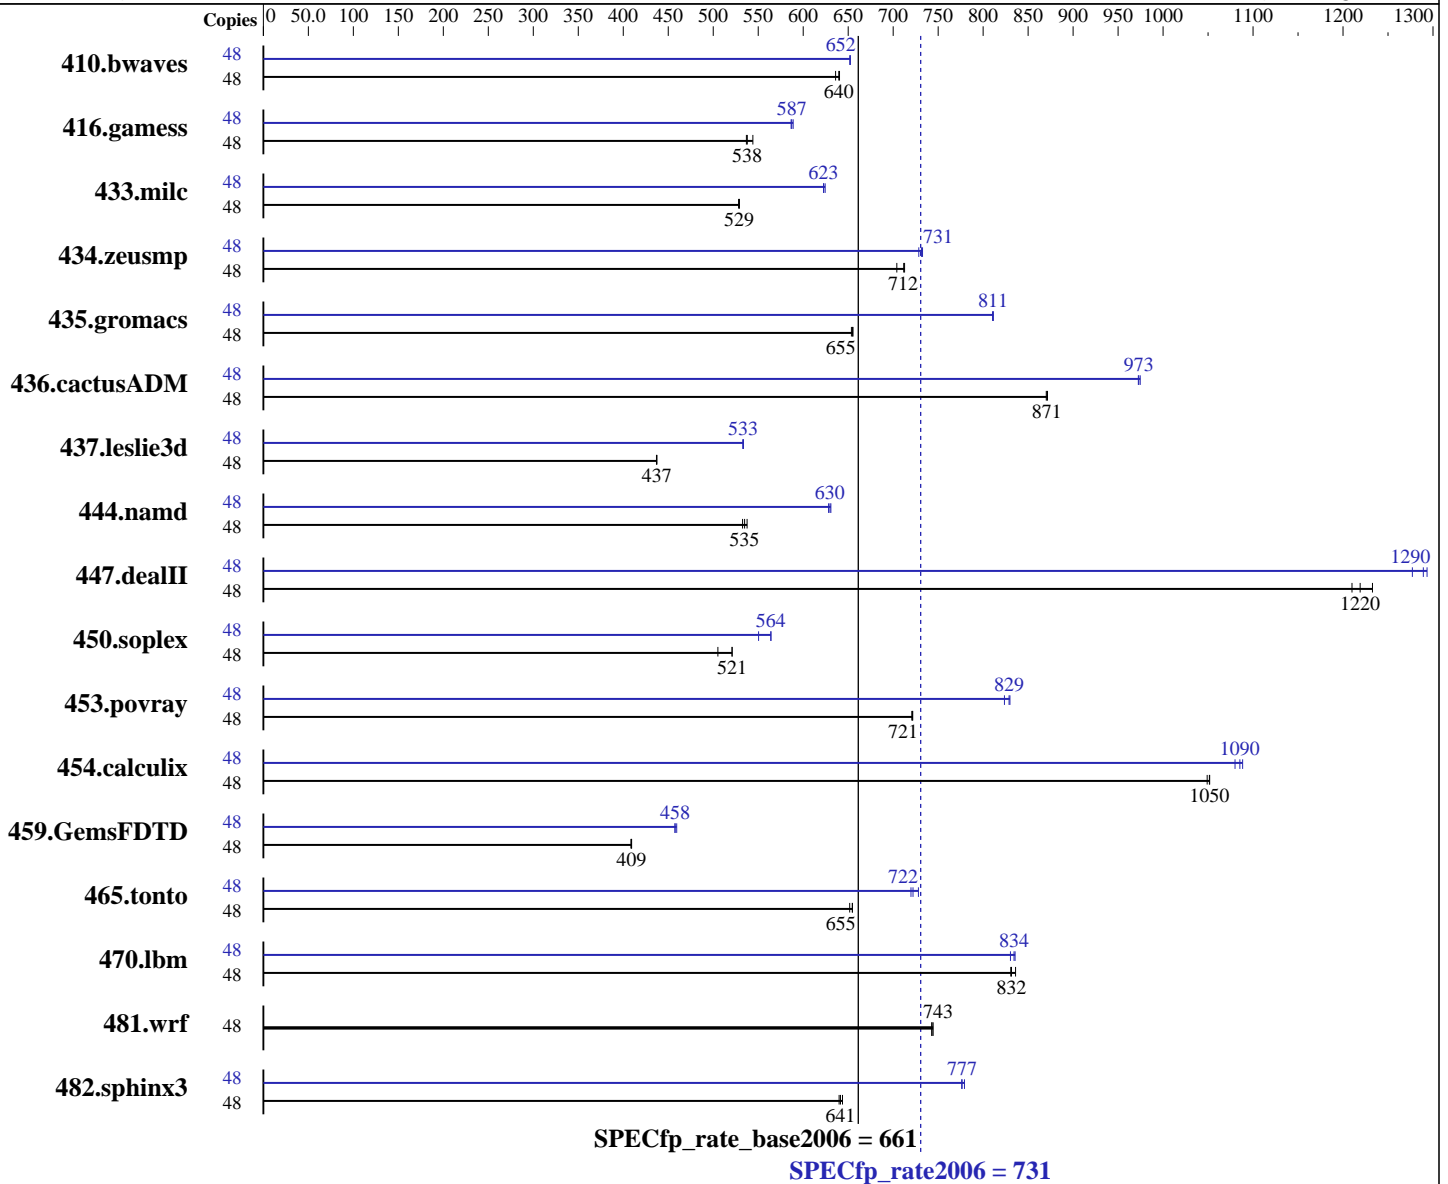 Copies 0 50.0 100 150 200 250 300 350 400 450 500 550 600 650 700 750 800 850 900 950 1000 1100 1200 1300
410.bwaves 48 652
48 640
416.gamess 48 587
48 538
433.milc 48 623
48 529
434.zeusmp 48 731
48 712
435.gromacs 48 811
48 655
436.cactusADM 48 973
48 871
437.leslie3d 48 533
48 437
444.namd 48 630
48 535
447.dealII 48 1290
48 1220
450.soplex 48 564
48 521
453.povray 48 829
48 721
454.calculix 48 1090
48 1050
459.GemsFDTD 48 458
48 409
465.tonto 48 722
48 655
470.lbm 48 834
48 832
481.wrf 48 743
482.sphinx3 48 777
48 641
SPECfp_rate_base2006 = 661
SPECfp_rate2006 = 731